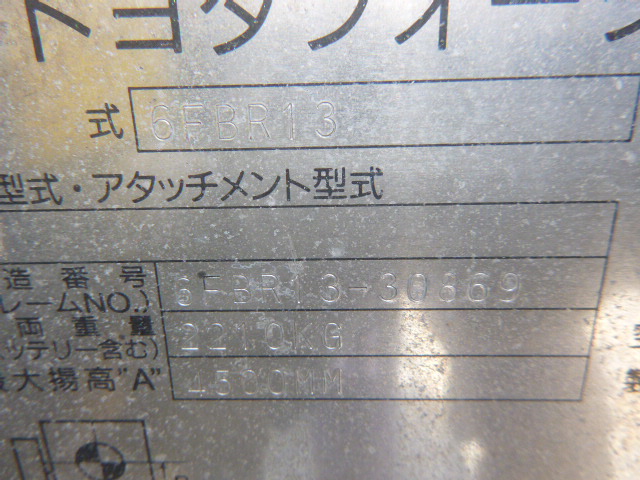 トヨタフォーク
式 6FBR13
型式・アタッチメント型式
造番号 6FBR13-30869
レームNO.)
両重量 2210KG
ッテリー含む)
最大揚高"A" 4500MM